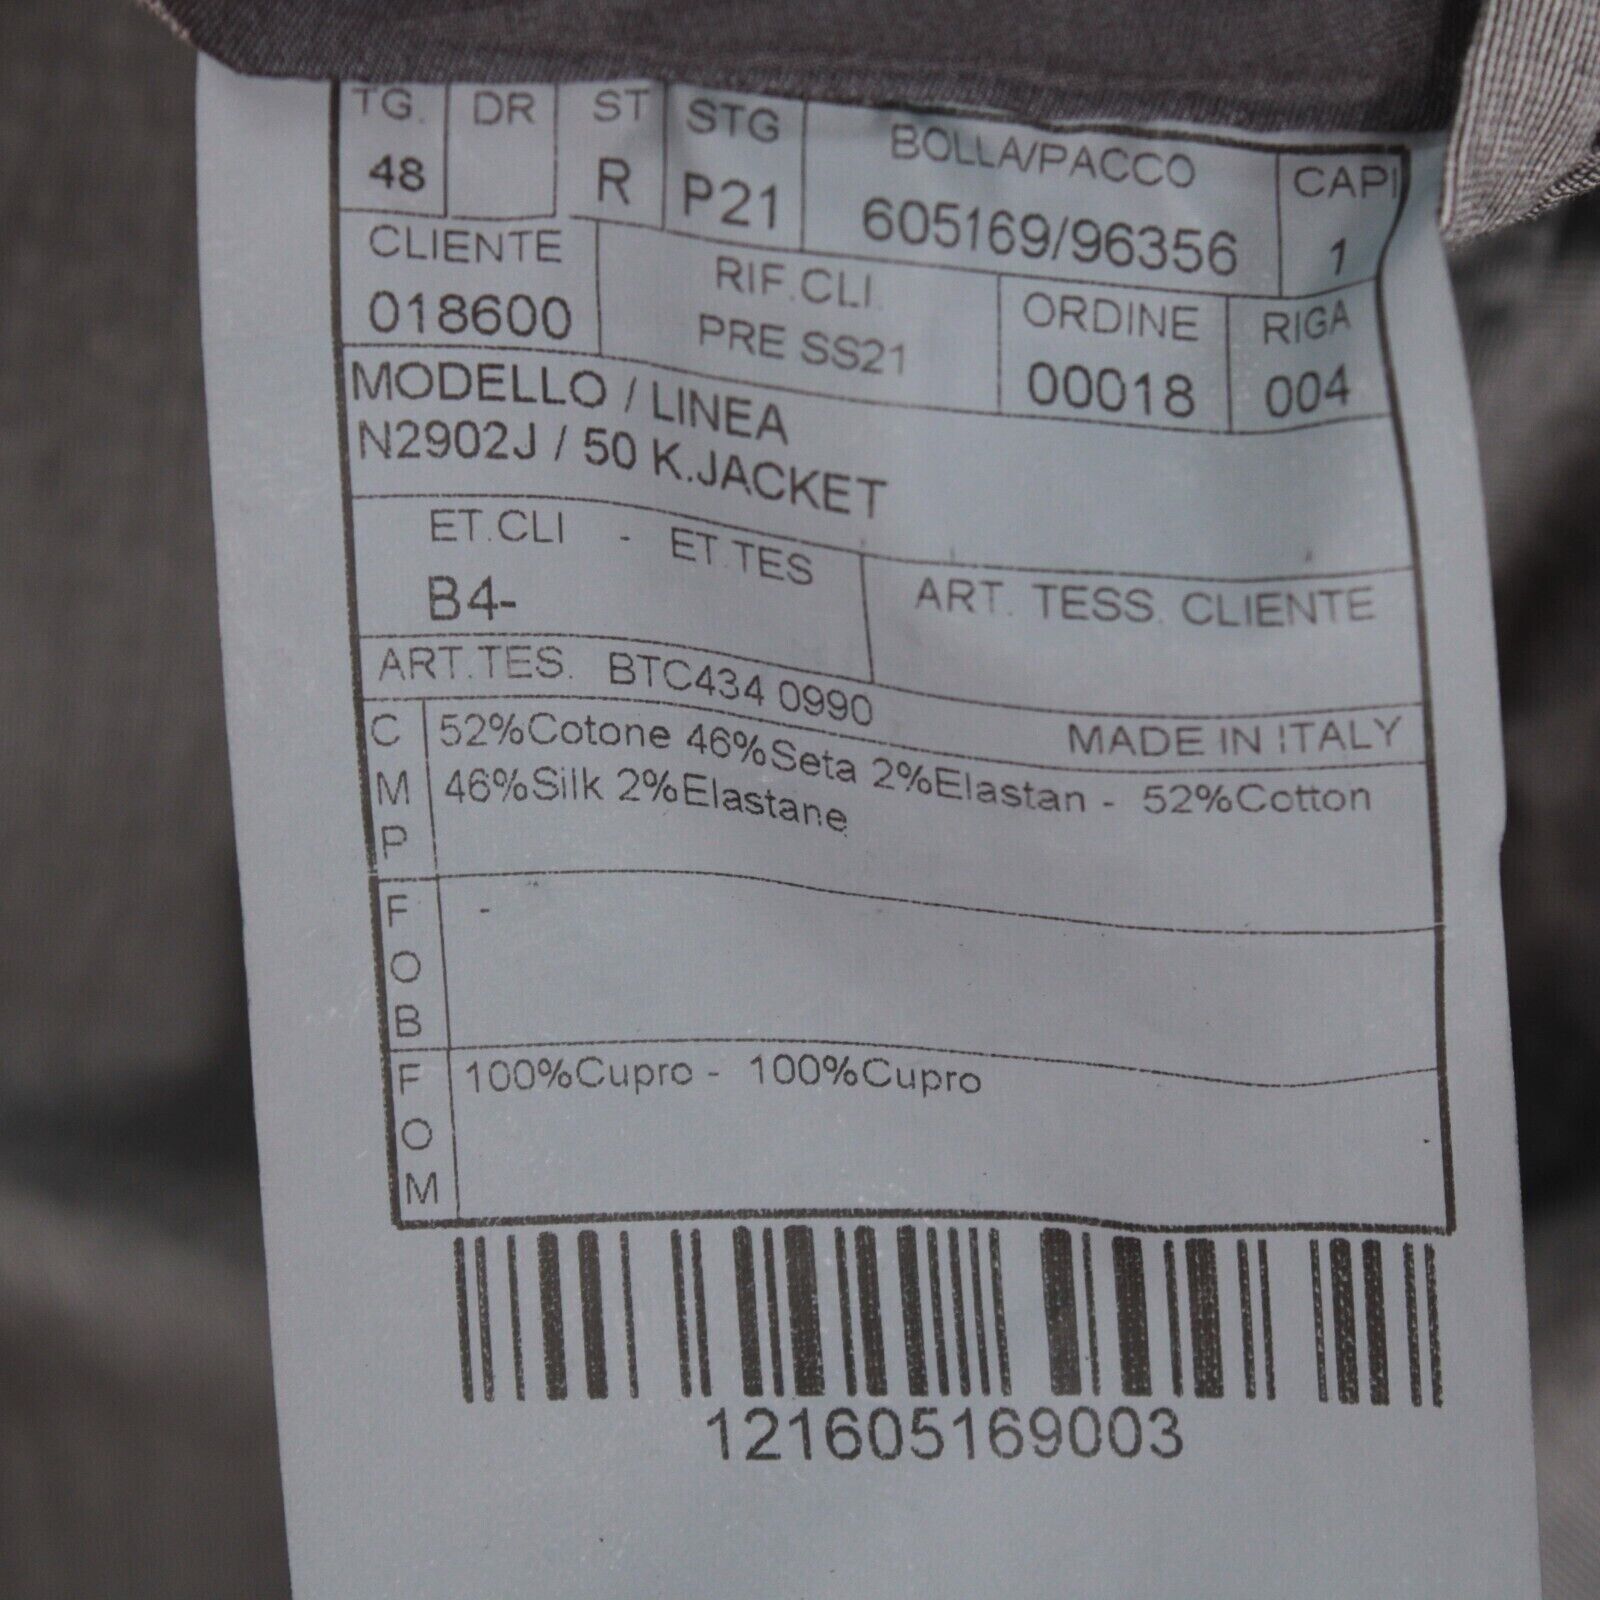 TG. DR ST STG BOLLA/PACCO CAPI
48 R P21 605169/96356 1
CLIENTE RIF.CLI. ORDINE RIGA
018600 PRE SS21 00018 004
MODELLO / LINEA
N2902J / 50 K.JACKET
ET.CLI - ET.TES ART. TESS. CLIENTE
B4-
ART.TES. BTC434 0990 MADE IN ITALY
CMP 52%Cotone 46%Seta 2%Elastan - 52%Cotton
46%Silk 2%Elastane
FOB -
FOM 100%Cupro - 100%Cupro
121605169003